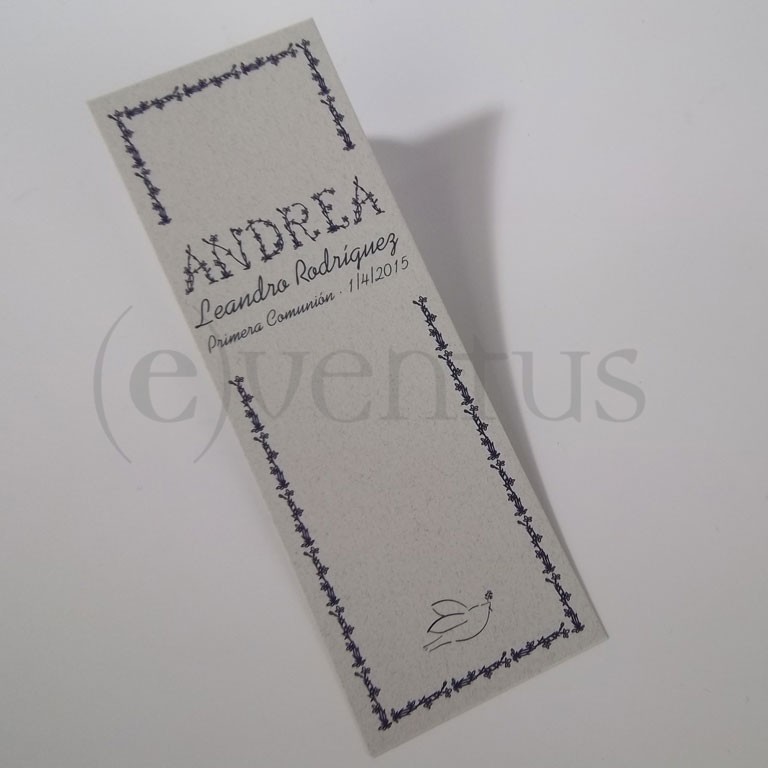 ANDREA
Leandro Rodríguez
Primera Comunión · 1/4/2015
(e)ventus